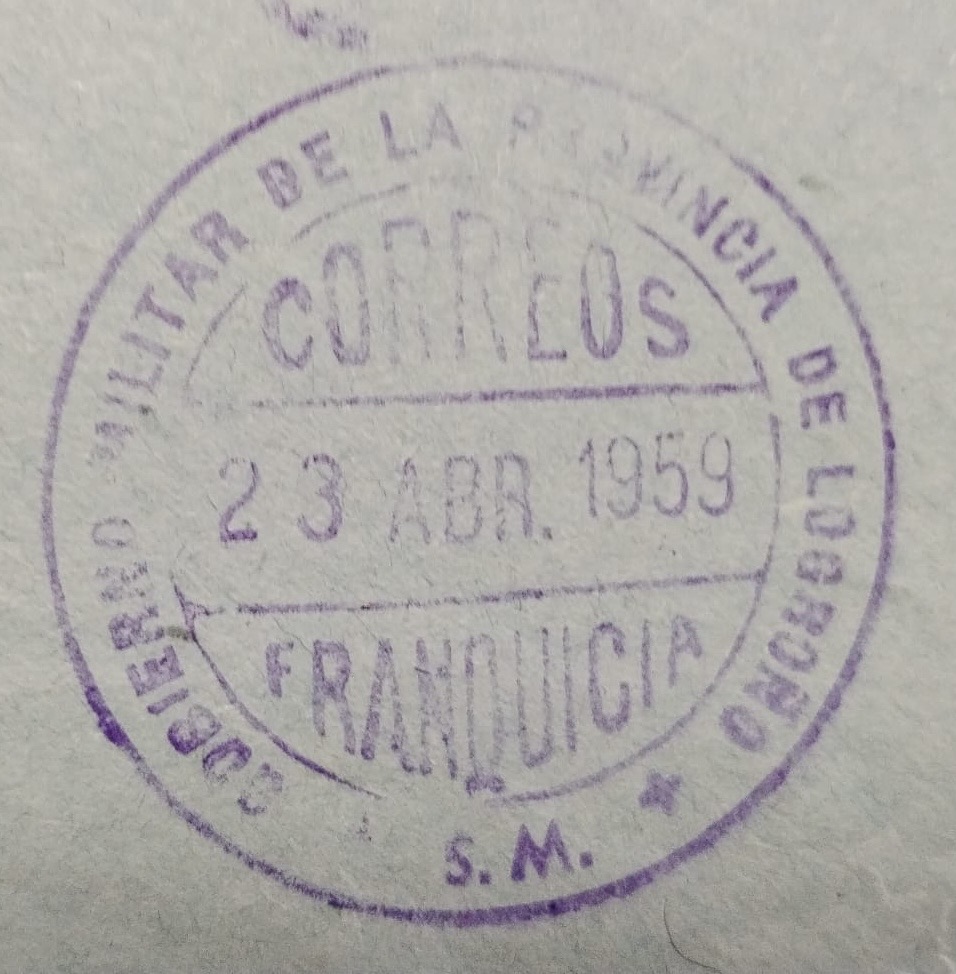 GOBIERNO MILITAR DE LA PROVINCIA DE LOGROÑO
CORREOS
23 ABR. 1959
FRANQUICIA
S.M.